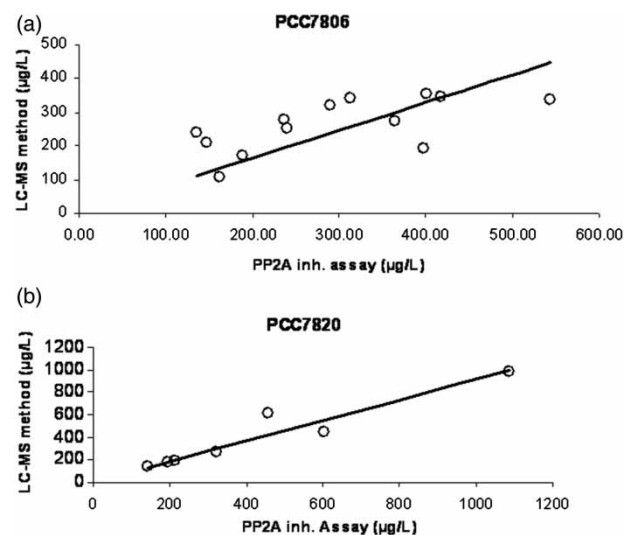 (a)
PCC7806
LC-MS method (µg/L)
500
400
300
200
100
0
0.00 100.00 200.00 300.00 400.00 500.00 600.00
PP2A inh. assay (µg/L)
(b)
PCC7820
LC-MS method (µg/L)
1200
1000
800
600
400
200
0
0 200 400 600 800 1000 1200
PP2A inh. Assay (µg/L)